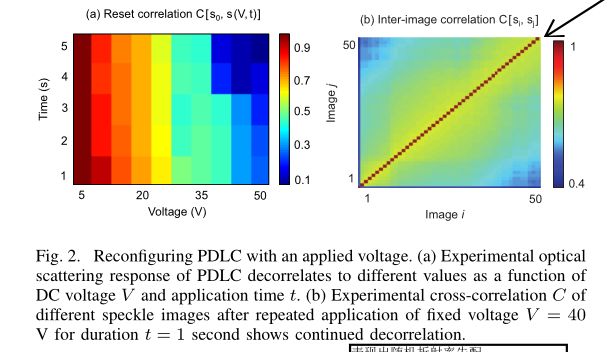 (a) Reset correlation C[s₀, s(V,t)]
5
4
3
2
1
Time (s)
5 20 35 50
Voltage (V)
0.9
0.7
0.5
0.3
0.1
(b) Inter-image correlation C[sᵢ, sⱼ]
50
1
Image j
1 50
Image i
1
0.4
Fig. 2. Reconfiguring PDLC with an applied voltage. (a) Experimental optical
scattering response of PDLC decorrelates to different values as a function of
DC voltage V and application time t. (b) Experimental cross-correlation C of
different speckle images after repeated application of fixed voltage V = 40
V for duration t = 1 second shows continued decorrelation.